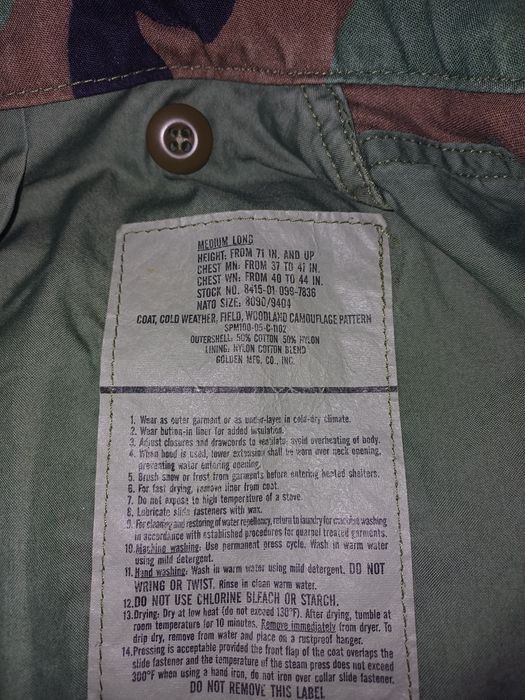 MEDIUM LONG
HEIGHT: FROM 71 IN. AND UP
CHEST MN: FROM 37 TO 41 IN.
CHEST WN: FROM 40 TO 44 IN.
STOCK NO. 8415-01 099-7836
NATO SIZE: 8090/9404
COAT, COLD WEATHER, FIELD, WOODLAND CAMOUFLAGE PATTERN
SPM100-05-C-1102
OUTERSHELL: 50% COTTON 50% NYLON
LINING: NYLON COTTON BLEND
GOLDEN MFG. CO., INC.
1. Wear as outer garment or as under-layer in cold-dry climate.
2. Wear button-in liner for added insulation.
3. Adjust closures and drawcords to ventilate; avoid overheating of body.
4. When hood is used, lower extension shall be worn over neck opening,
preventing water entering opening.
5. Brush snow or frost from garments before entering heated shelters.
6. For fast drying, remove liner from coat.
7. Do not expose to high temperature of a stove.
8. Lubricate slide fasteners with wax.
9. For cleaning and restoring of water repellency, return to laundry for machine washing
in accordance with established procedures for quarpel treated garments.
10. Machine washing: Use permanent press cycle. Wash in warm water
using mild detergent.
11. Hand washing: Wash in warm water using mild detergent. DO NOT
WRING OR TWIST. Rinse in clean warm water.
12. DO NOT USE CHLORINE BLEACH OR STARCH.
13. Drying: Dry at low heat (do not exceed 130°F). After drying, tumble at
room temperature for 10 minutes. Remove immediately from dryer. To
drip dry, remove from water and place on a rustproof hanger.
14. Pressing is acceptable provided the front flap of the coat overlaps the
slide fastener and the temperature of the steam press does not exceed
300°F when using a hand iron, do not iron over collar slide fastener.
DO NOT REMOVE THIS LABEL